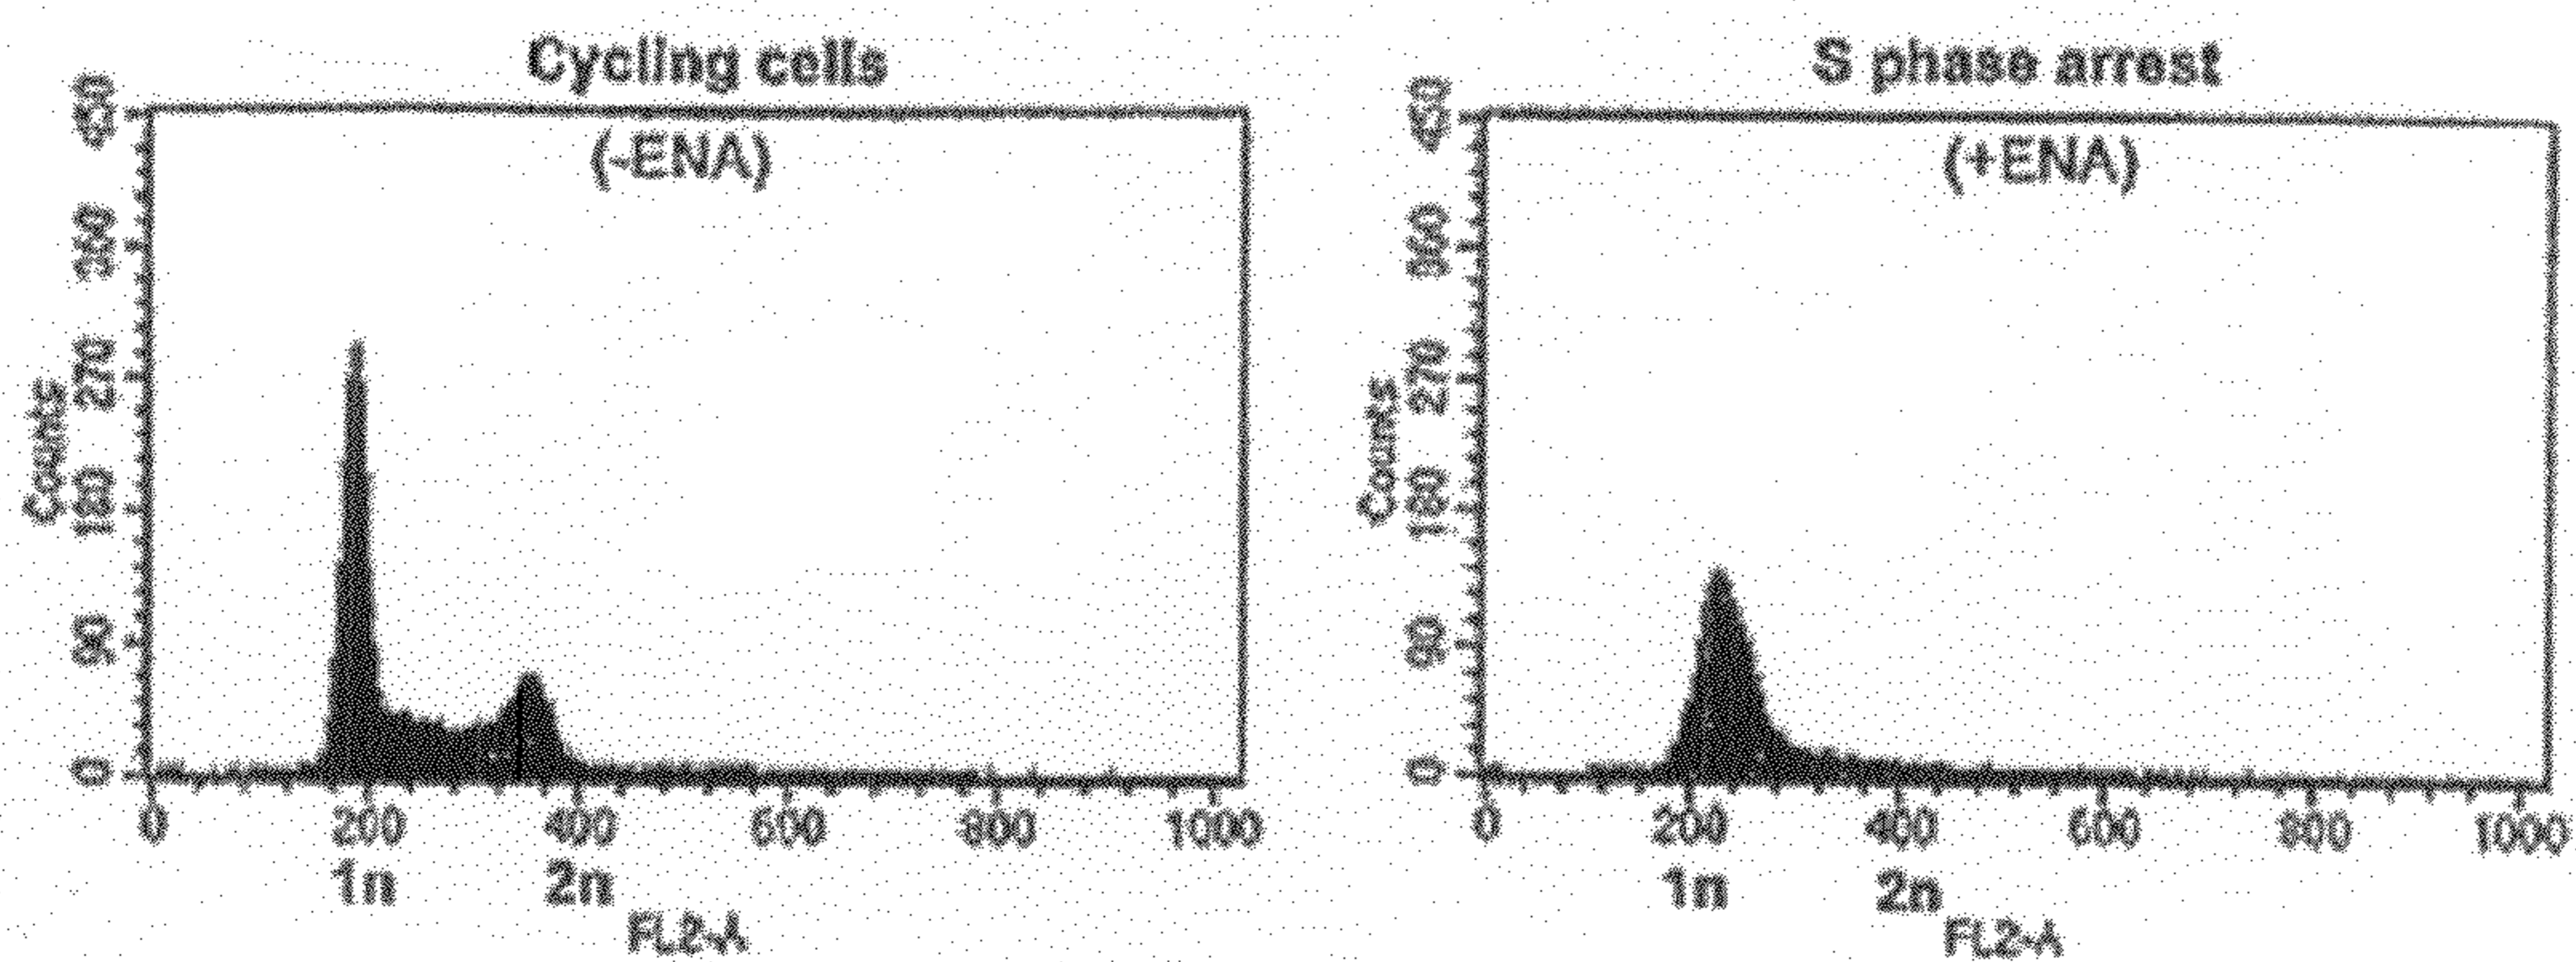 Cycling cells
(-ENA)
Counts
450
360
270
180
90
0
0 200 400 600 800 1000
1n 2n
FL2-A
S phase arrest
(+ENA)
Counts
450
360
270
180
90
0
0 200 400 600 800 1000
1n 2n
FL2-A